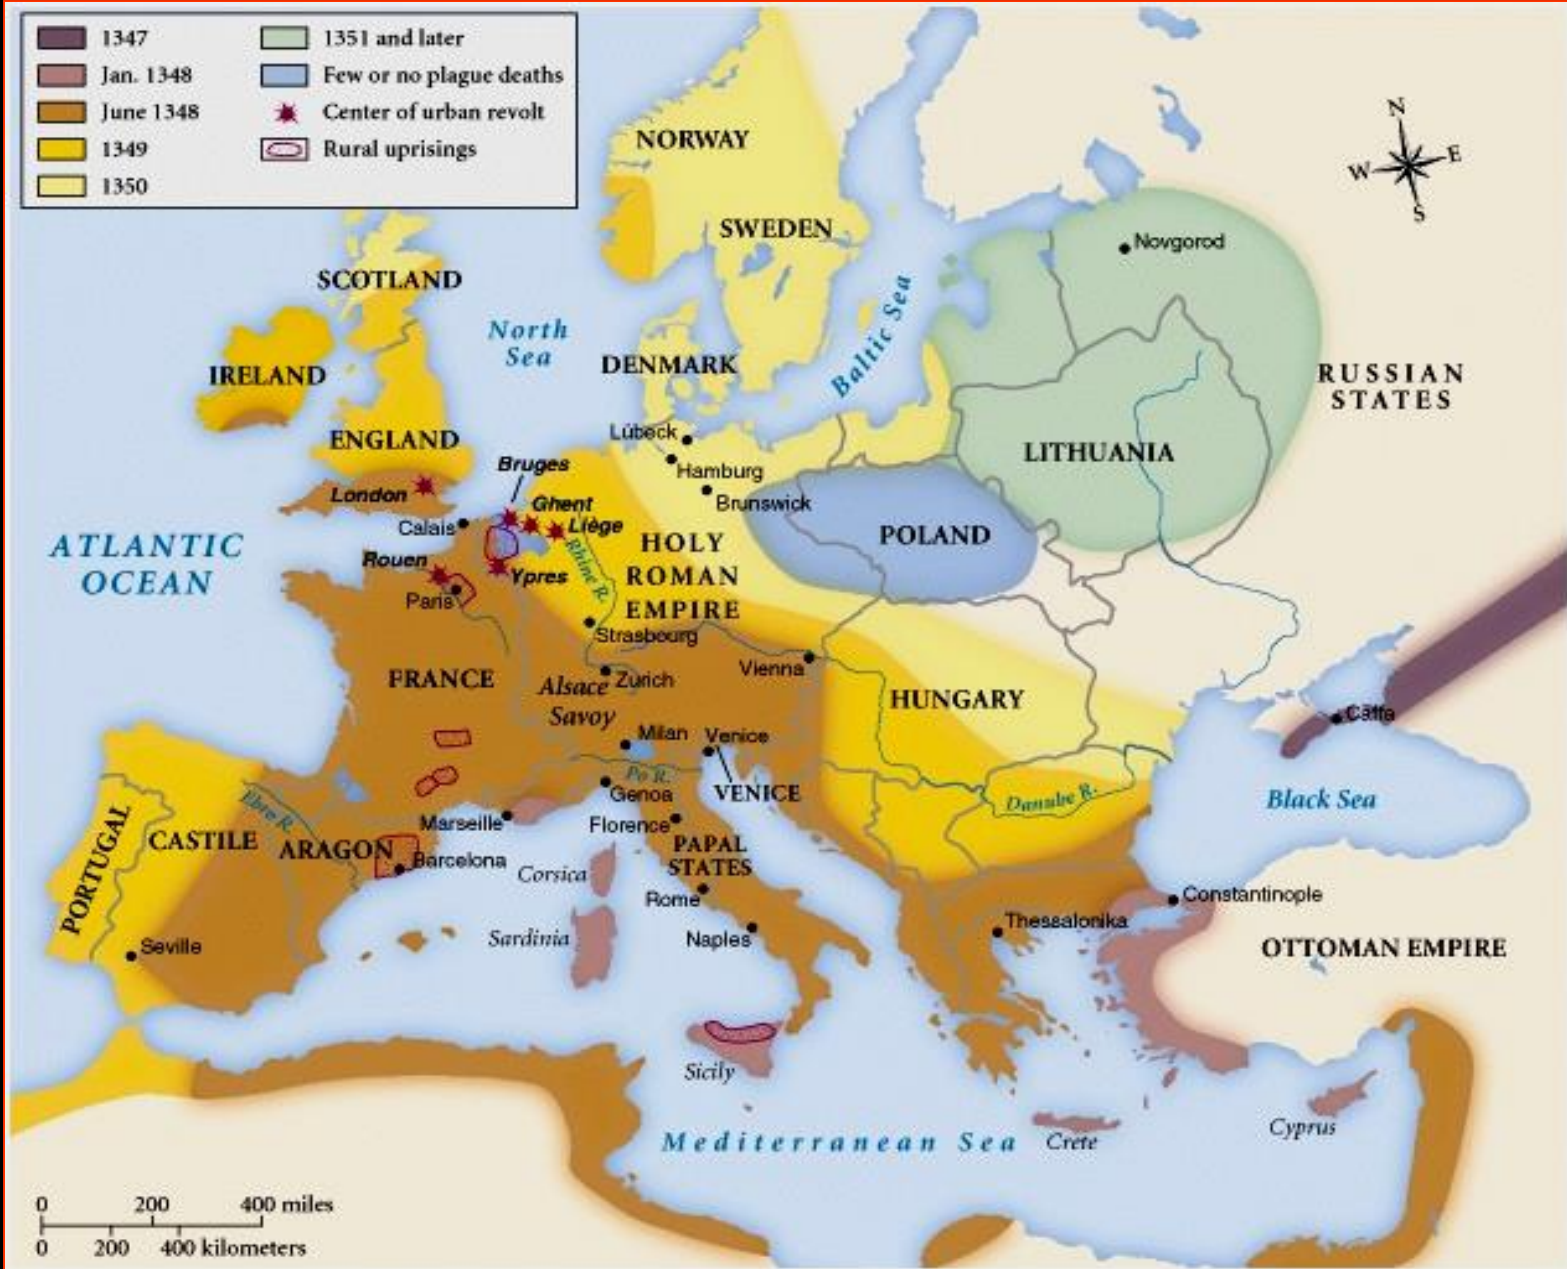 1347
Jan. 1348
June 1348
1349
1350
1351 and later
Few or no plague deaths
Center of urban revolt
Rural uprisings
N
W E
S
NORWAY
SWEDEN
Novgorod
SCOTLAND
North
Sea
Baltic Sea
IRELAND
DENMARK
RUSSIAN
STATES
ENGLAND
Lúbeck
Hamburg
LITHUANIA
Bruges
London
Brunswick
Ghent
Calais
Liège
POLAND
ATLANTIC
OCEAN
HOLY
ROMAN
EMPIRE
Rhine R.
Rouen
Ypres
Paris
Strasbourg
FRANCE
Alsace
Zurich
Vienna
Savoy
HUNGARY
Caffa
Milan
Venice
Po R.
Genoa
VENICE
Danube R.
Black Sea
Ebre R.
Marseille
Florence
PORTUGAL
CASTILE
ARAGON
Barcelona
PAPAL
STATES
Corsica
Rome
Constantinople
Thessalonika
Seville
Sardinia
Naples
OTTOMAN EMPIRE
Sicily
Mediterranean Sea
Crete
Cyprus
0 200 400 miles
0 200 400 kilometers